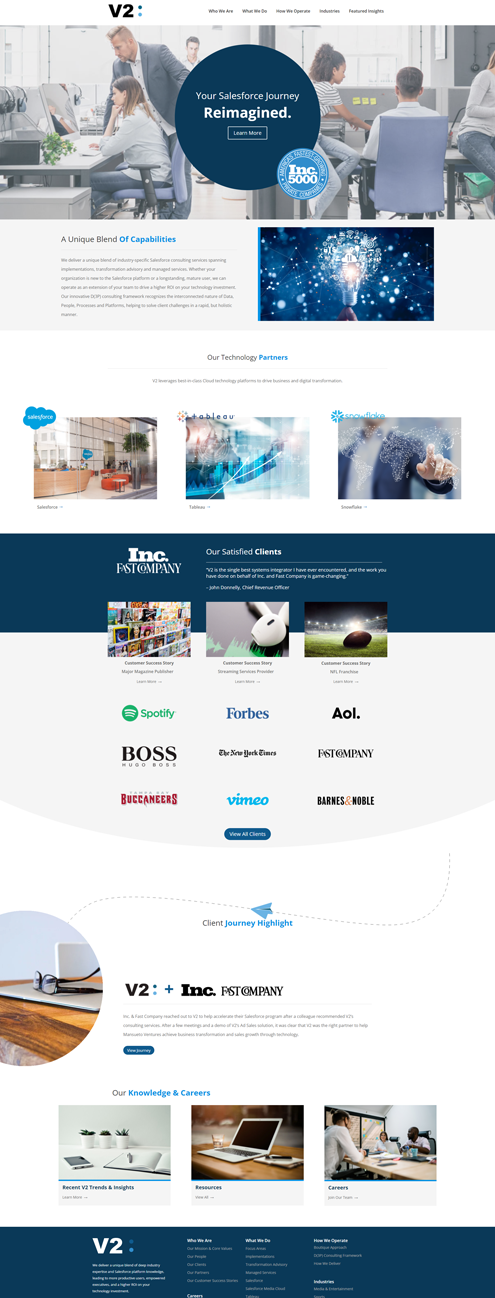 V2:
Who We Are What We Do How We Operate Industries Featured Insights
Your Salesforce Journey
Reimagined.
Learn More
AMERICA'S FASTEST-GROWING
Inc.
5000
PRIVATE COMPANIES
A Unique Blend Of Capabilities
We deliver a unique blend of industry-specific Salesforce consulting services spanning
implementations, transformation advisory and managed services. Whether your
organization is new to the Salesforce platform or a longstanding, mature user, we can
operate as an extension of your team to drive a higher ROI on your technology investment.
Our innovative D(3P) consulting framework recognizes the interconnected nature of Data,
People, Processes and Platforms, helping to solve client challenges in a rapid, but holistic
manner.
Our Technology Partners
V2 leverages best-in-class Cloud technology platforms to drive business and digital transformation.
salesforce
tableau
snowflake
Salesforce →
Tableau →
Snowflake →
Inc.
FAST COMPANY
Our Satisfied Clients
"V2 is the single best systems integrator I have ever encountered, and the work you
have done on behalf of Inc. and Fast Company is game-changing."
– John Donnelly, Chief Revenue Officer
Customer Success Story
Major Magazine Publisher
Learn More →
Customer Success Story
Streaming Services Provider
Learn More →
Customer Success Story
NFL Franchise
Learn More →
Spotify
Forbes
Aol.
BOSS
HUGO BOSS
The New York Times
FAST COMPANY
TAMPA BAY
BUCCANEERS
vimeo
BARNES&NOBLE
View All Clients
Client Journey Highlight
V2: + Inc. FAST COMPANY
Inc. & Fast Company reached out to V2 to help accelerate their Salesforce program after a colleague recommended V2's
consulting services. After a few meetings and a demo of V2's Ad Sales solution, it was clear that V2 was the right partner to help
Mansueto Ventures achieve business transformation and sales growth through technology.
View Journey
Our Knowledge & Careers
Recent V2 Trends & Insights
Learn More →
Resources
View All →
Careers
Join Our Team →
V2:
We deliver a unique blend of deep industry
expertise and Salesforce platform knowledge,
leading to more productive users, empowered
executives, and a higher ROI on your
technology investment.
Who We Are
Our Mission & Core Values
Our People
Our Clients
Our Partners
Our Customer Success Stories
Careers
What We Do
Focus Areas
Implementations
Transformation Advisory
Managed Services
Salesforce
Salesforce Media Cloud
Tableau
How We Operate
Boutique Approach
D(3P) Consulting Framework
How We Deliver
Industries
Media & Entertainment
Sports